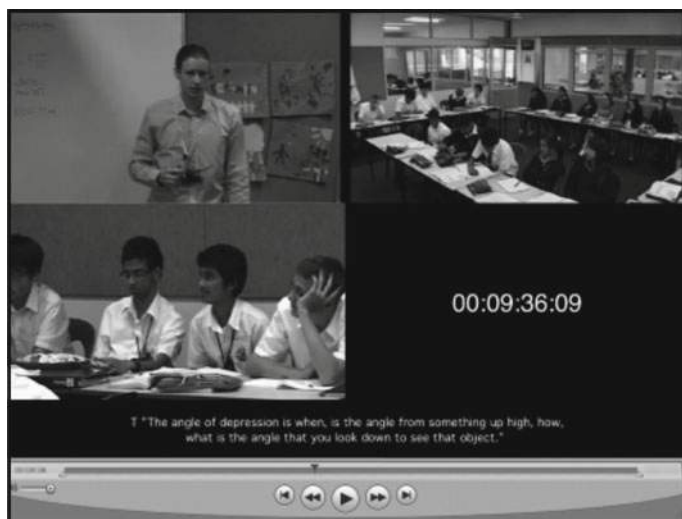 00:09:36:09
T "The angle of depression is when, is the angle from something up high, how,
what is the angle that you look down to see that object."